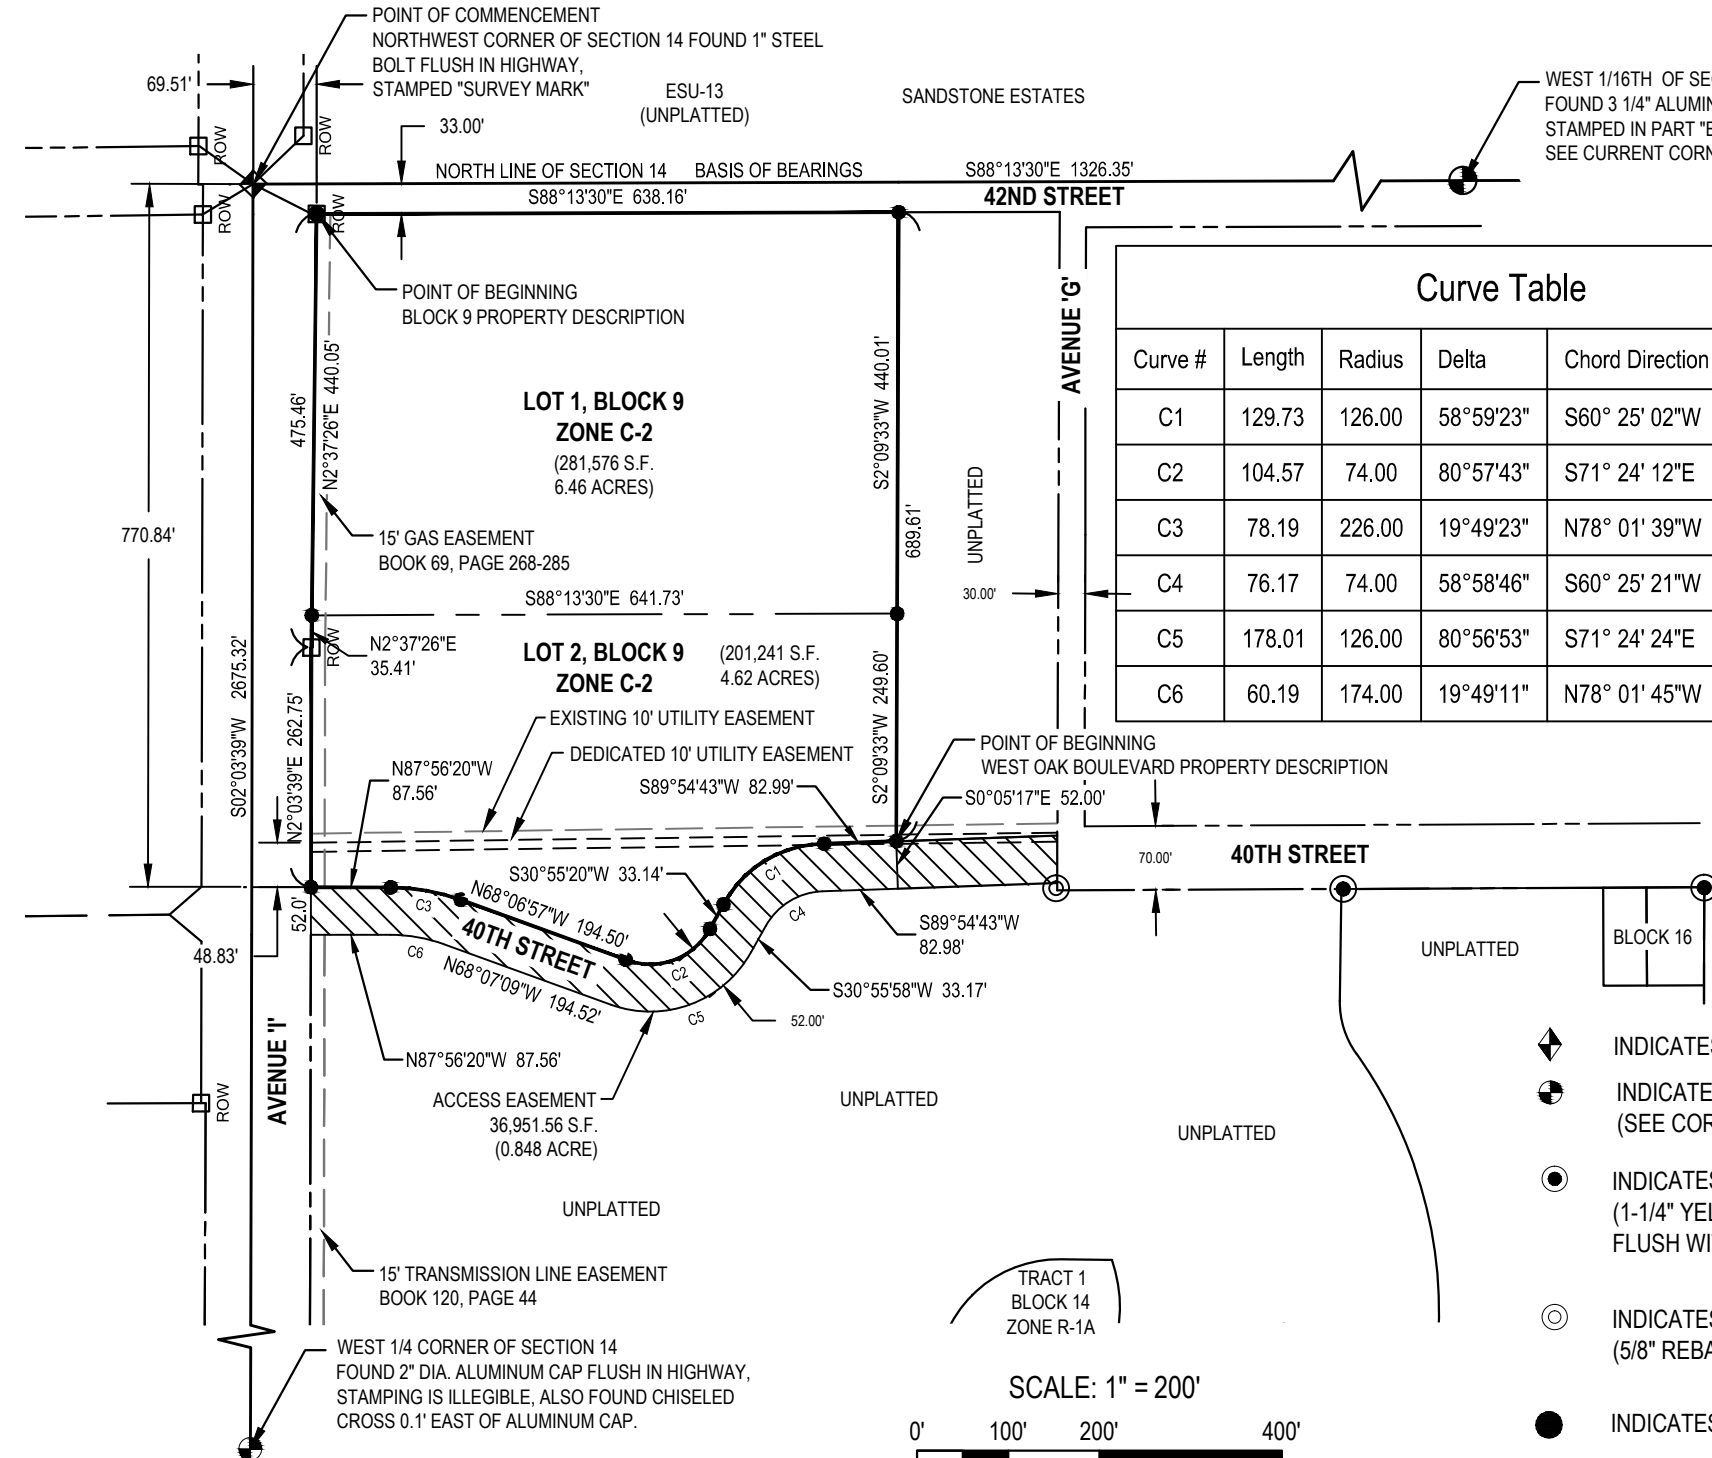 POINT OF COMMENCEMENT
NORTHWEST CORNER OF SECTION 14 FOUND 1" STEEL
BOLT FLUSH IN HIGHWAY,
STAMPED "SURVEY MARK"
69.51'
ESU-13
(UNPLATTED)
SANDSTONE ESTATES
WEST 1/16TH OF SE
FOUND 3 1/4" ALUMIN
STAMPED IN PART "E
SEE CURRENT CORN
33.00'
ROW
ROW
ROW
ROW
NORTH LINE OF SECTION 14 BASIS OF BEARINGS
S88°13'30"E 1326.35'
S88°13'30"E 638.16'
42ND STREET
POINT OF BEGINNING
BLOCK 9 PROPERTY DESCRIPTION
AVENUE 'G'
Curve Table
Curve # Length Radius Delta Chord Direction
C1 129.73 126.00 58°59'23" S60° 25' 02"W
C2 104.57 74.00 80°57'43" S71° 24' 12"E
C3 78.19 226.00 19°49'23" N78° 01' 39"W
C4 76.17 74.00 58°58'46" S60° 25' 21"W
C5 178.01 126.00 80°56'53" S71° 24' 24"E
C6 60.19 174.00 19°49'11" N78° 01' 45"W
475.46'
N2°37'26"E 440.05'
LOT 1, BLOCK 9
ZONE C-2
(281,576 S.F.
6.46 ACRES)
S2°09'33"W 440.01'
689.61'
UNPLATTED
770.84'
15' GAS EASEMENT
BOOK 69, PAGE 268-285
30.00'
S88°13'30"E 641.73'
ROW
N2°37'26"E
35.41'
LOT 2, BLOCK 9
ZONE C-2
(201,241 S.F.
4.62 ACRES)
S02°03'39"W 2675.32'
N2°03'39"E 262.75'
S2°09'33"W 249.60'
EXISTING 10' UTILITY EASEMENT
DEDICATED 10' UTILITY EASEMENT
POINT OF BEGINNING
WEST OAK BOULEVARD PROPERTY DESCRIPTION
N87°56'20"W
87.56'
S89°54'43"W 82.99'
S0°05'17"E 52.00'
70.00'
40TH STREET
S30°55'20"W 33.14'
C1
C3
N68°06'57"W 194.50'
C4
52.0'
40TH STREET
S89°54'43"W
82.98'
48.83'
C6
N68°07'09"W 194.52'
C2
C5
S30°55'58"W 33.17'
52.00'
UNPLATTED
BLOCK 16
N87°56'20"W 87.56'
AVENUE 'I'
ROW
ACCESS EASEMENT
36,951.56 S.F.
(0.848 ACRE)
UNPLATTED
UNPLATTED
UNPLATTED
INDICATES
INDICATE
(SEE COR
INDICATES
(1-1/4" YEL
FLUSH WI
INDICATES
(5/8" REBA
INDICATES
15' TRANSMISSION LINE EASEMENT
BOOK 120, PAGE 44
TRACT 1
BLOCK 14
ZONE R-1A
WEST 1/4 CORNER OF SECTION 14
FOUND 2" DIA. ALUMINUM CAP FLUSH IN HIGHWAY,
STAMPING IS ILLEGIBLE, ALSO FOUND CHISELED
CROSS 0.1' EAST OF ALUMINUM CAP.
SCALE: 1" = 200'
0' 100' 200' 400'